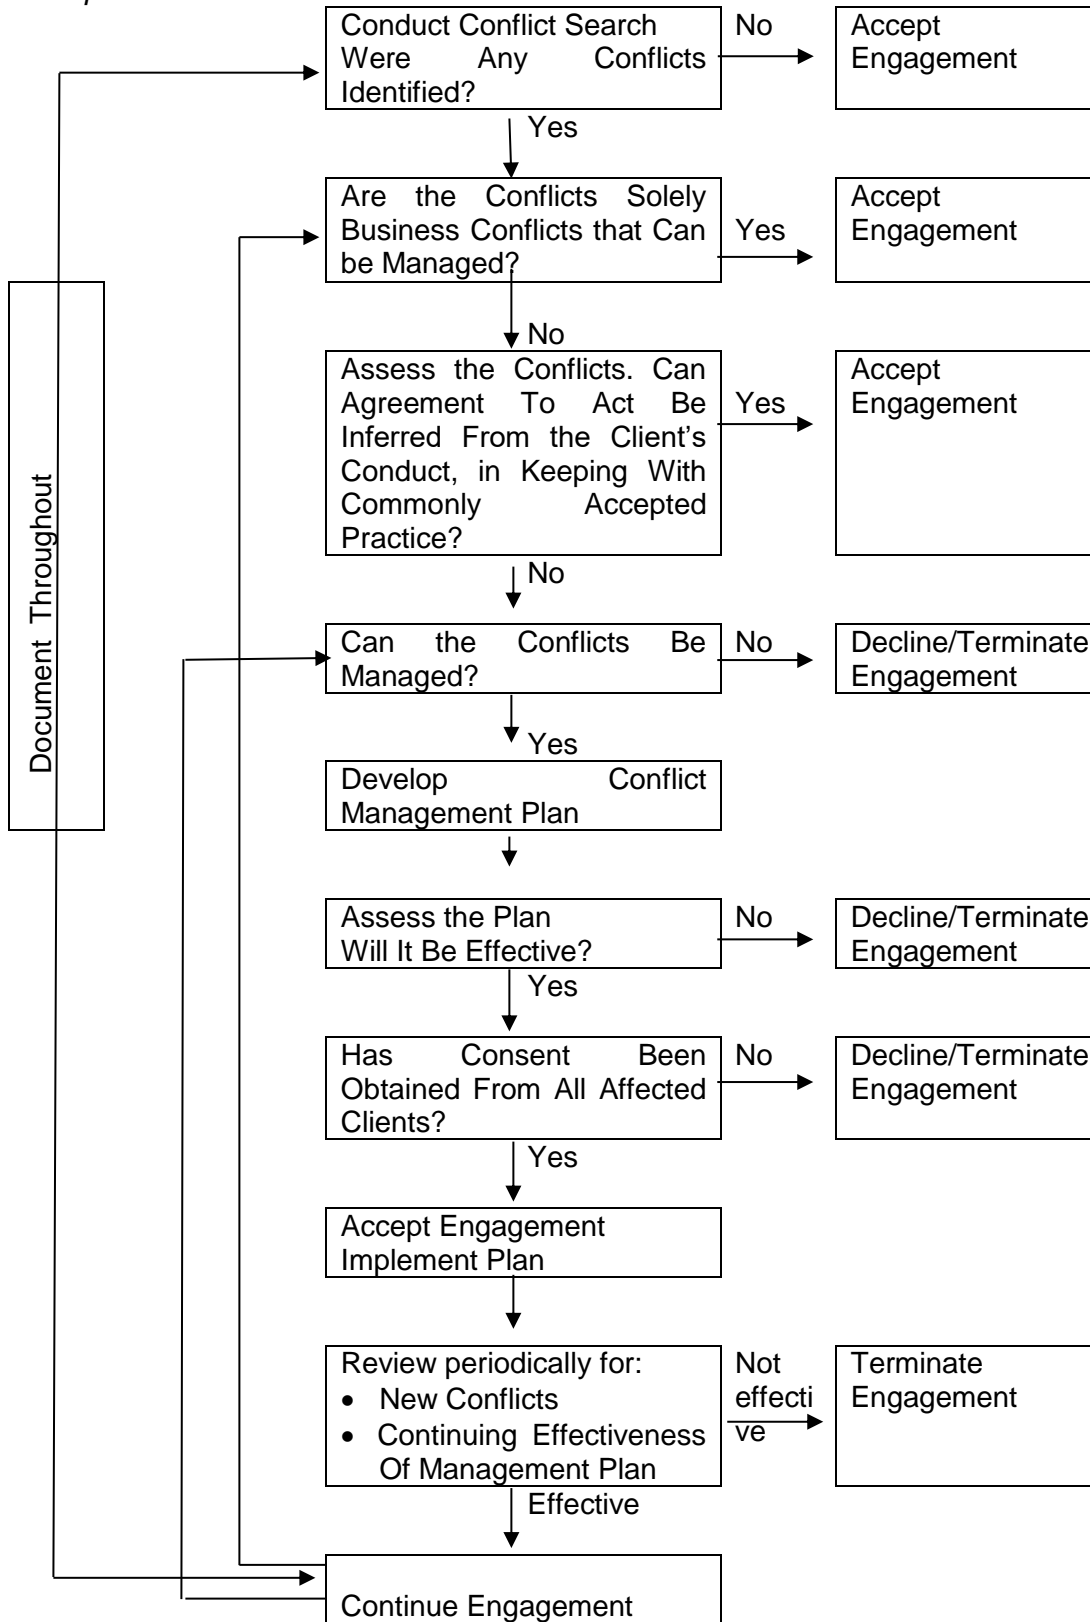 Conduct Conflict Search
Were Any Conflicts
Identified?
No
Accept
Engagement
Yes
Are the Conflicts Solely
Business Conflicts that Can
be Managed?
Yes
Accept
Engagement
No
Assess the Conflicts. Can
Agreement To Act Be
Inferred From the Client's
Conduct, in Keeping With
Commonly Accepted
Practice?
Yes
Accept
Engagement
No
Document Throughout
Can the Conflicts Be
Managed?
No
Decline/Terminate
Engagement
Yes
Develop Conflict
Management Plan
Assess the Plan
Will It Be Effective?
No
Decline/Terminate
Engagement
Yes
Has Consent Been
Obtained From All Affected
Clients?
No
Decline/Terminate
Engagement
Yes
Accept Engagement
Implement Plan
Review periodically for:
• New Conflicts
• Continuing Effectiveness
Of Management Plan
Not
effecti
ve
Terminate
Engagement
Effective
Continue Engagement